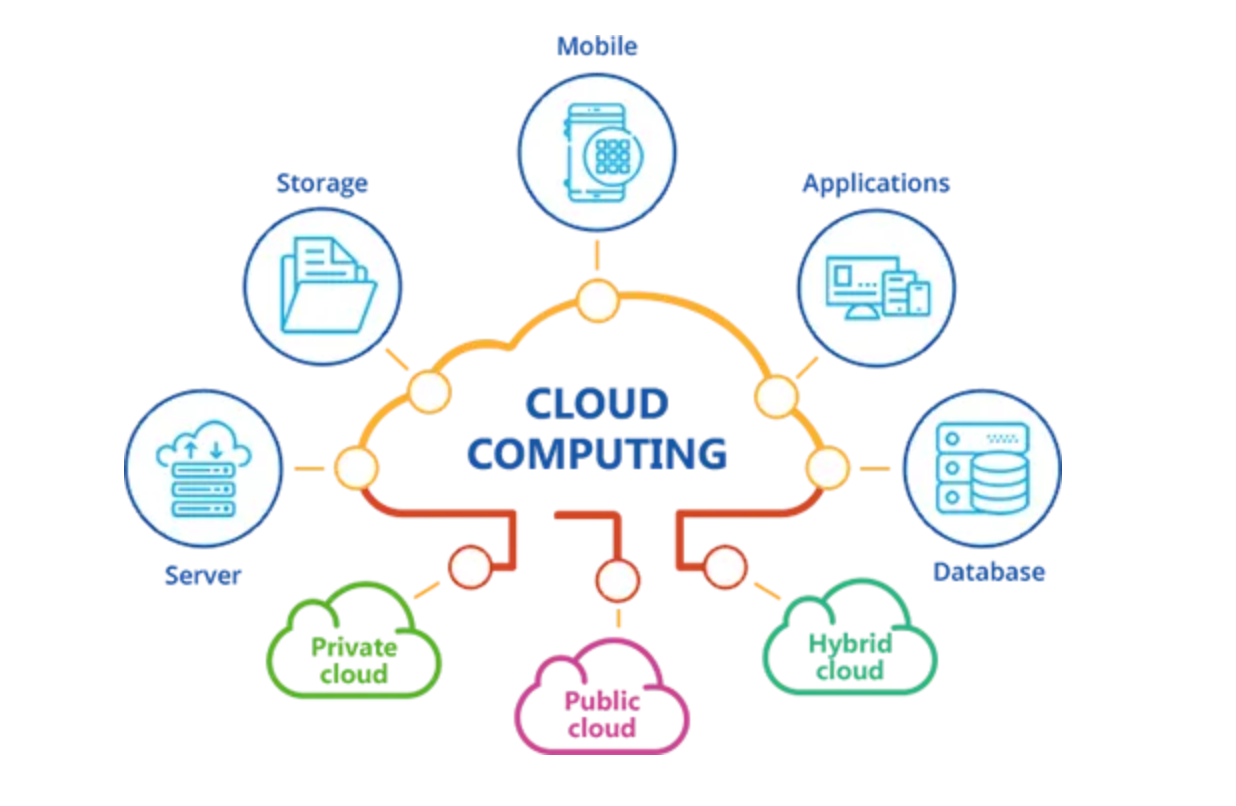 Mobile
Storage
Applications
CLOUD
COMPUTING
Server
Database
Private
cloud
Public
cloud
Hybrid
cloud